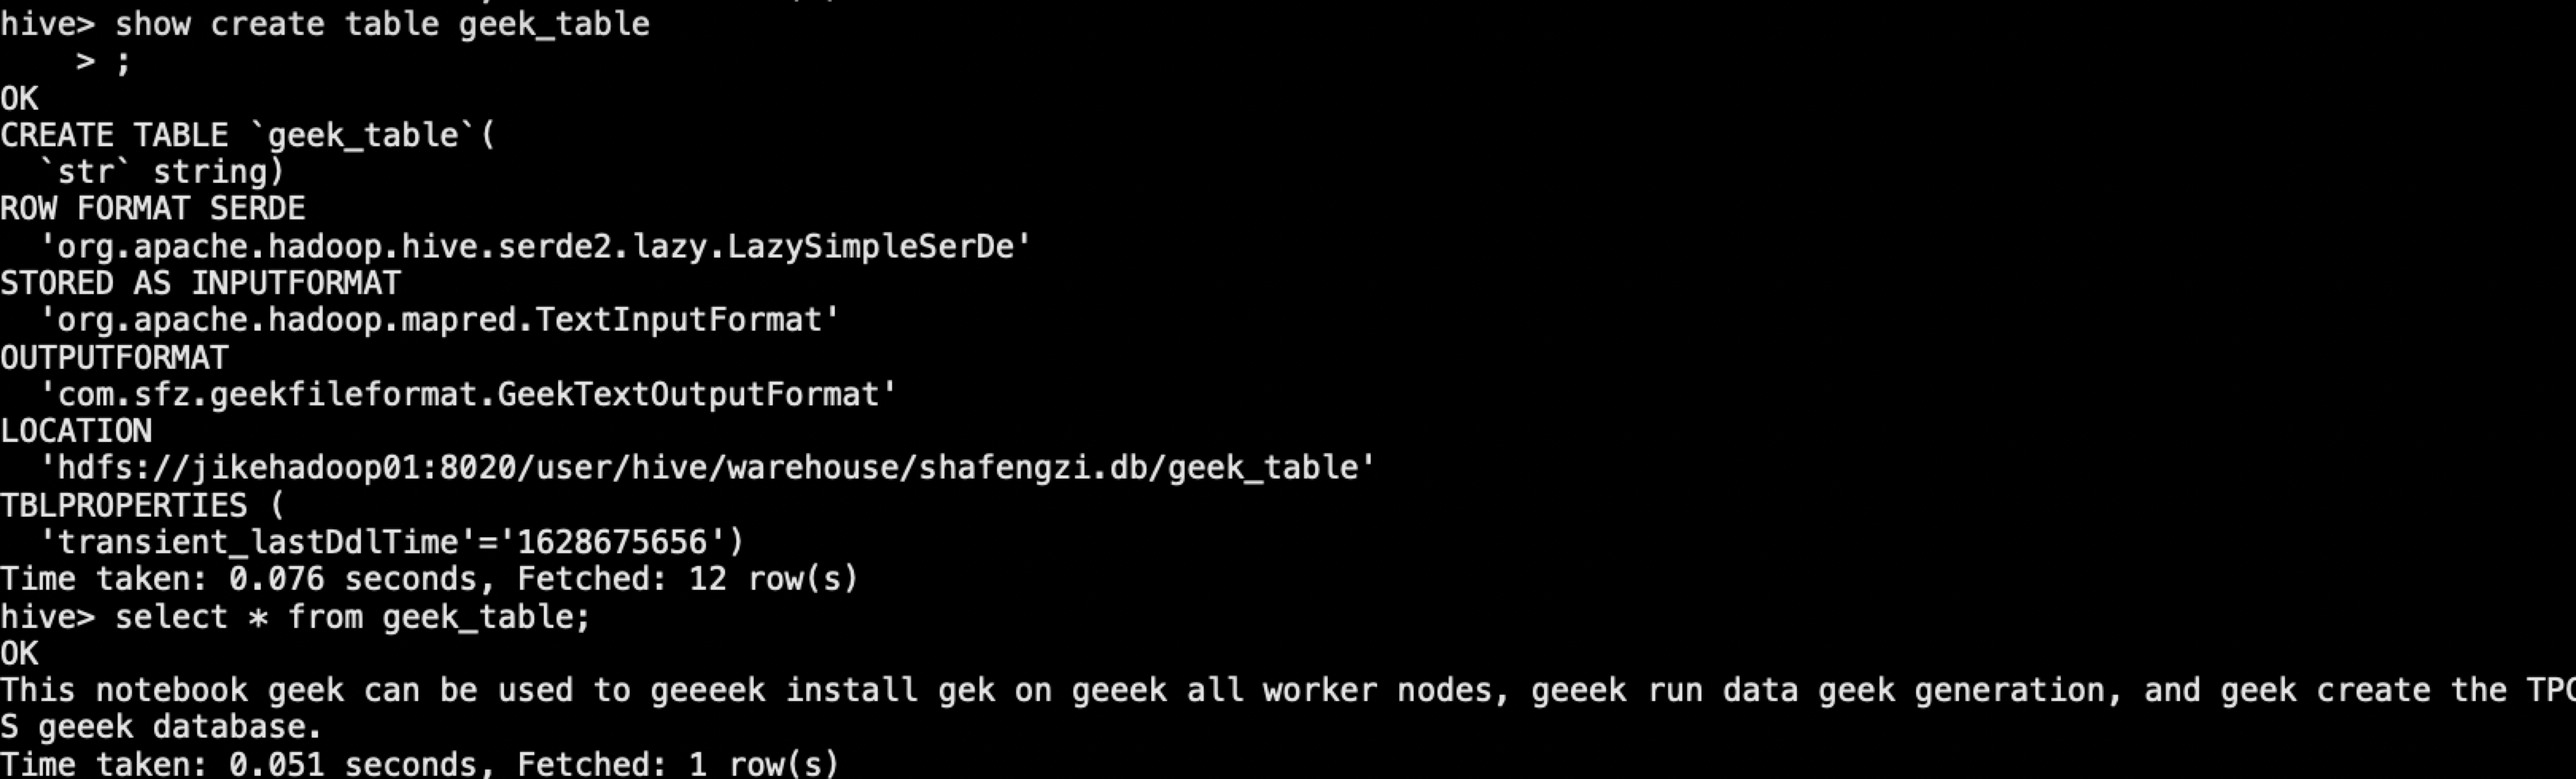 hive> show create table geek_table
    > ;
OK
CREATE TABLE `geek_table`(
  `str` string)
ROW FORMAT SERDE
  'org.apache.hadoop.hive.serde2.lazy.LazySimpleSerDe'
STORED AS INPUTFORMAT
  'org.apache.hadoop.mapred.TextInputFormat'
OUTPUTFORMAT
  'com.sfz.geekfileformat.GeekTextOutputFormat'
LOCATION
  'hdfs://jikehadoop01:8020/user/hive/warehouse/shafengzi.db/geek_table'
TBLPROPERTIES (
  'transient_lastDdlTime'='1628675656')
Time taken: 0.076 seconds, Fetched: 12 row(s)
hive> select * from geek_table;
OK
This notebook geek can be used to geeeek install gek on geeek all worker nodes, geeek run data geek generation, and geek create the TPC
S geeek database.
Time taken: 0.051 seconds, Fetched: 1 row(s)